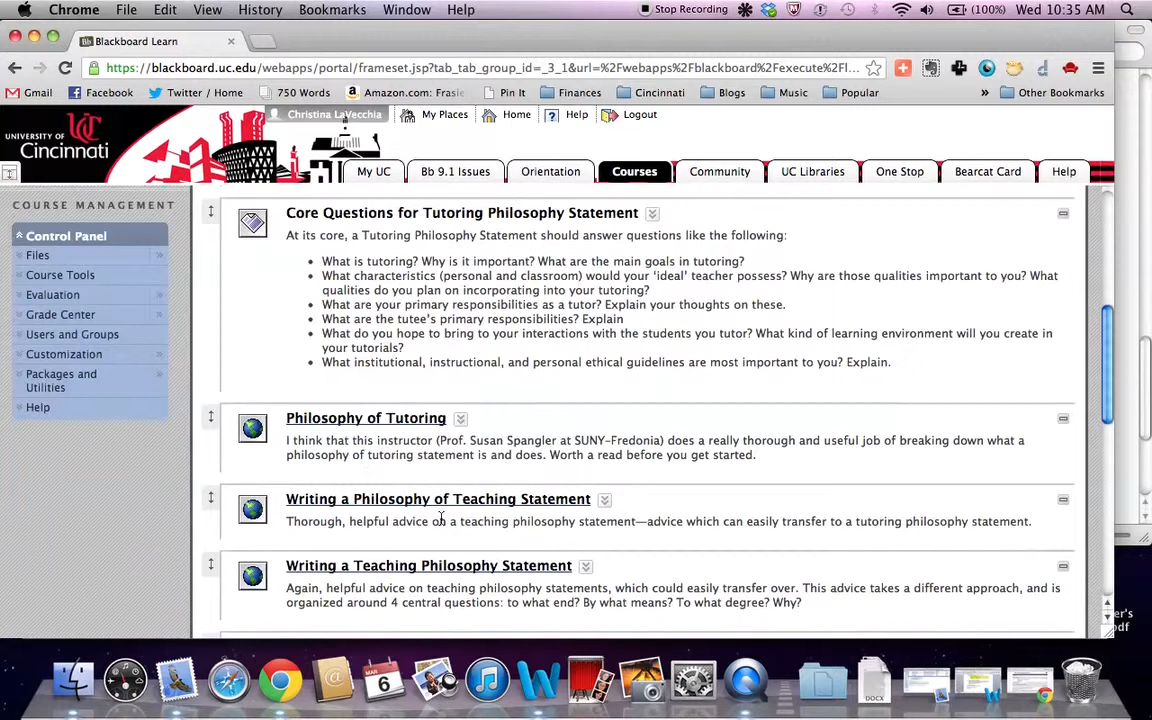 Chrome File Edit View History Bookmarks Window Help Stop Recording (100%) Wed 10:35 AM
Blackboard Learn
https://blackboard.uc.edu/webapps/portal/frameset.jsp?tab_tab_group_id=_3_1&url=%2Fwebapps%2Fblackboard%2Fexecute%2Fl...
Gmail Facebook Twitter / Home 750 Words Amazon.com: Frasie Pin It Finances Cincinnati Blogs Music Popular » Other Bookmarks
Christina LaVecchia My Places Home Help Logout
UNIVERSITY OF
Cincinnati
My UC Bb 9.1 Issues Orientation Courses Community UC Libraries One Stop Bearcat Card Help
COURSE MANAGEMENT
Control Panel
Files
Course Tools
Evaluation
Grade Center
Users and Groups
Customization
Packages and
Utilities
Help
Core Questions for Tutoring Philosophy Statement
At its core, a Tutoring Philosophy Statement should answer questions like the following:
• What is tutoring? Why is it important? What are the main goals in tutoring?
• What characteristics (personal and classroom) would your ‘ideal’ teacher possess? Why are those qualities important to you? What
qualities do you plan on incorporating into your tutoring?
• What are your primary responsibilities as a tutor? Explain your thoughts on these.
• What are the tutee’s primary responsibilities? Explain
• What do you hope to bring to your interactions with the students you tutor? What kind of learning environment will you create in
your tutorials?
• What institutional, instructional, and personal ethical guidelines are most important to you? Explain.
Philosophy of Tutoring
I think that this instructor (Prof. Susan Spangler at SUNY-Fredonia) does a really thorough and useful job of breaking down what a
philosophy of tutoring statement is and does. Worth a read before you get started.
Writing a Philosophy of Teaching Statement
Thorough, helpful advice on a teaching philosophy statement—advice which can easily transfer to a tutoring philosophy statement.
Writing a Teaching Philosophy Statement
Again, helpful advice on teaching philosophy statements, which could easily transfer over. This advice takes a different approach, and is
organized around 4 central questions: to what end? By what means? To what degree? Why?
er's
pdf
MAR
6
DOCX